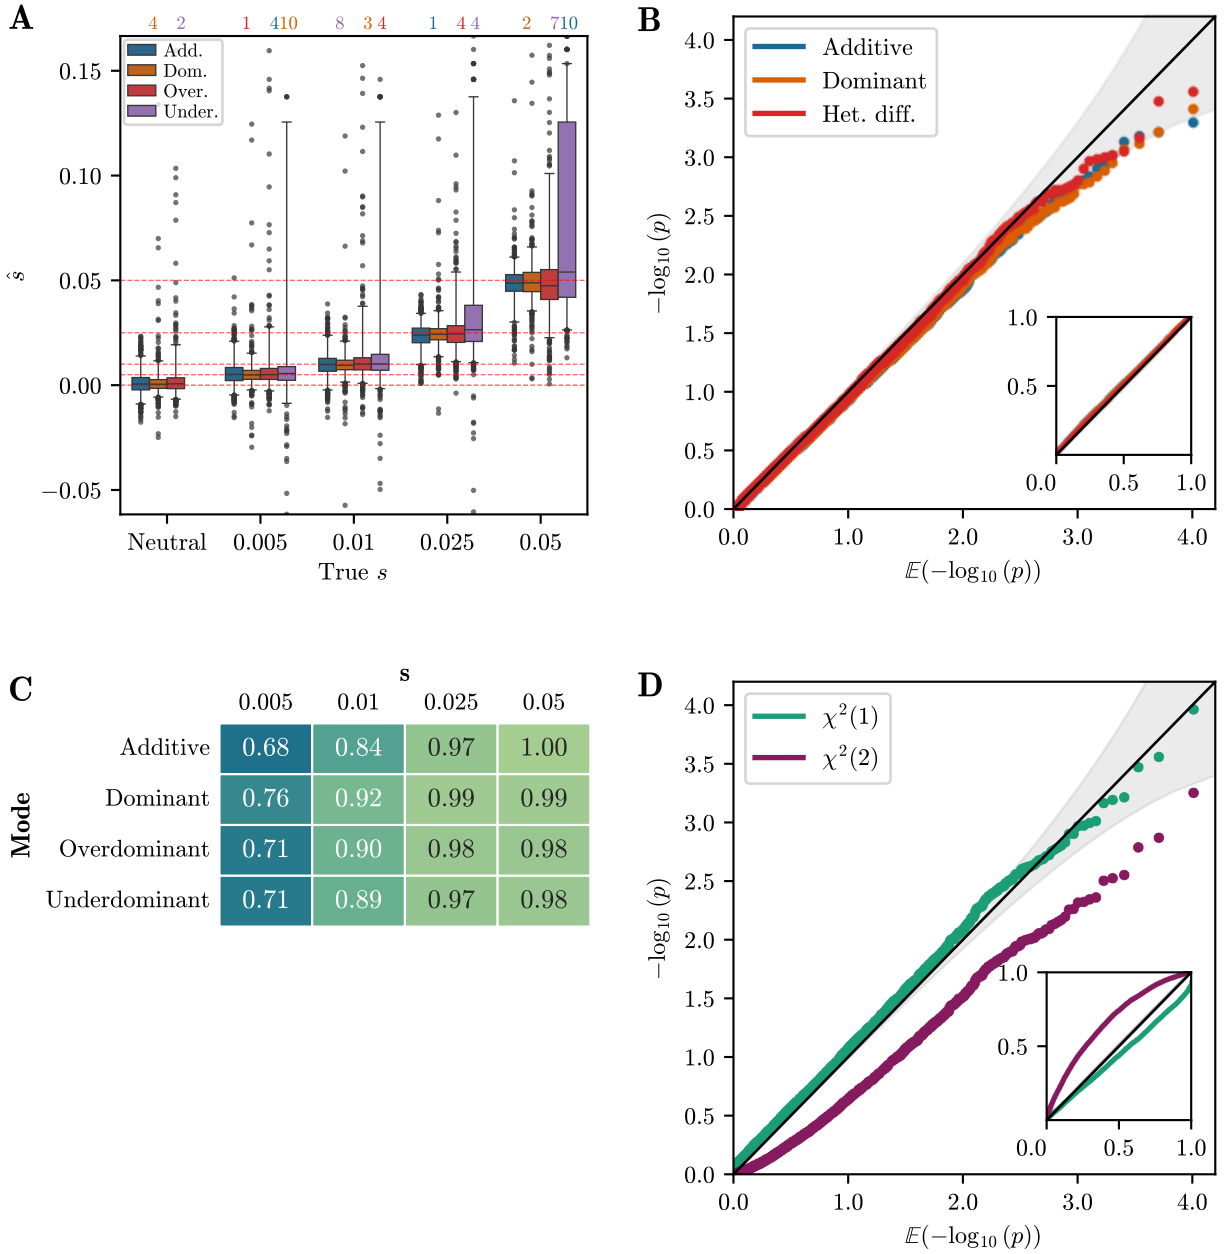 A
4 2 1 4 10 8 3 4 1 4 4 2 7 10
Add.
Dom.
Over.
Under.
0.15
0.10
0.05
0.00
−0.05
ŝ
Neutral 0.005 0.01 0.025 0.05
True s
B
Additive
Dominant
Het. diff.
4.0
3.5
3.0
2.5
2.0
1.5
1.0
0.5
0.0
−log10 (p)
1.0
0.5
0.0 0.5 1.0
0.0 1.0 2.0 3.0 4.0
𝔼(−log10 (p))
C
s
0.005 0.01 0.025 0.05
Mode
Additive 0.68 0.84 0.97 1.00
Dominant 0.76 0.92 0.99 0.99
Overdominant 0.71 0.90 0.98 0.98
Underdominant 0.71 0.89 0.97 0.98
D
χ²(1)
χ²(2)
4.0
3.5
3.0
2.5
2.0
1.5
1.0
0.5
0.0
−log10 (p)
1.0
0.5
0.0 0.5 1.0
0.0 1.0 2.0 3.0 4.0
𝔼(−log10 (p))